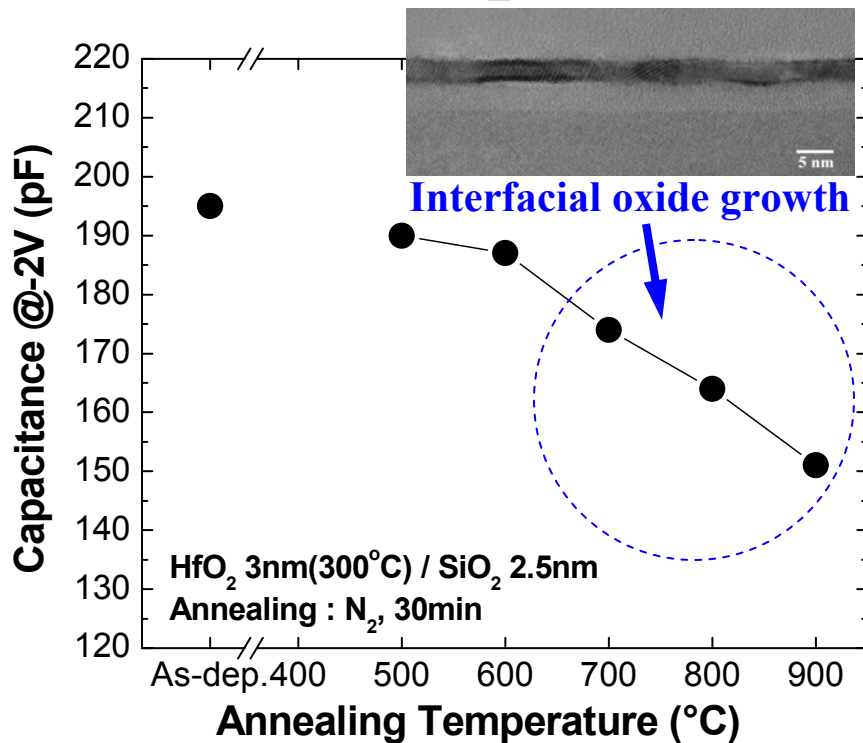 220
210
200
190
180
170
160
150
140
130
120
Capacitance @-2V (pF)
5 nm
Interfacial oxide growth
HfO₂ 3nm(300°C) / SiO₂ 2.5nm
Annealing : N₂, 30min
As-dep. 400 500 600 700 800 900
Annealing Temperature (°C)